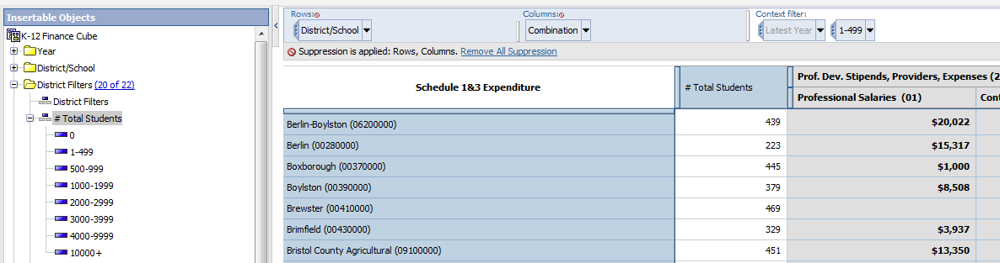 Insertable Objects
K-12 Finance Cube
Year
District/School
District Filters (20 of 22)
District Filters
# Total Students
0
1-499
500-999
1000-1999
2000-2999
3000-3999
4000-9999
10000+
Rows:
District/School
Columns:
Combination
Context filter:
Latest Year
1-499
Suppression is applied: Rows, Columns. Remove All Suppression
Schedule 1&3 Expenditure
# Total Students
Prof. Dev. Stipends, Providers, Expenses (2
Professional Salaries (01)
Cont
Berlin-Boylston (06200000) 439 $20,022
Berlin (00280000) 223 $15,317
Boxborough (00370000) 445 $1,000
Boylston (00390000) 379 $8,508
Brewster (00410000) 469
Brimfield (00430000) 329 $3,937
Bristol County Agricultural (09100000) 451 $13,350